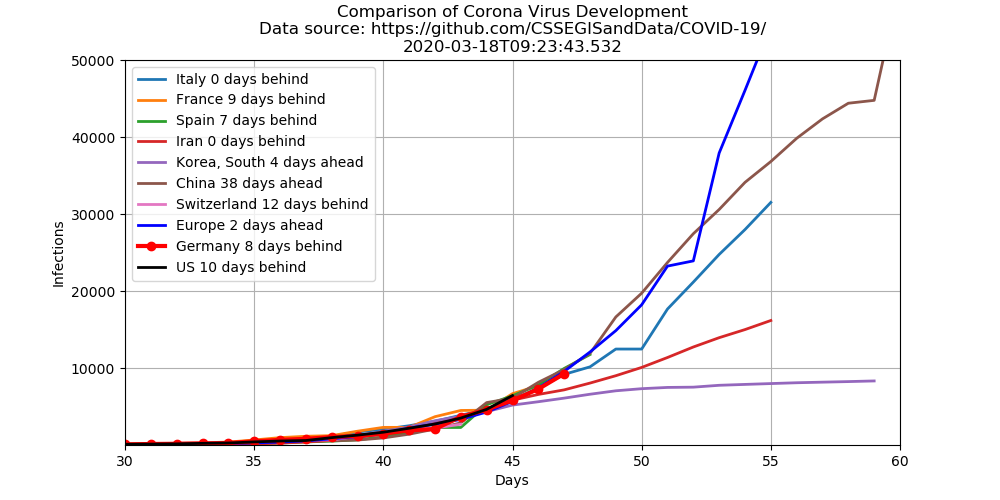 Comparison of Corona Virus Development
Data source: https://github.com/CSSEGISandData/COVID-19/
2020-03-18T09:23:43.532
50000
40000
30000
20000
10000
Infections
Italy 0 days behind
France 9 days behind
Spain 7 days behind
Iran 0 days behind
Korea, South 4 days ahead
China 38 days ahead
Switzerland 12 days behind
Europe 2 days ahead
Germany 8 days behind
US 10 days behind
30 35 40 45 50 55 60
Days